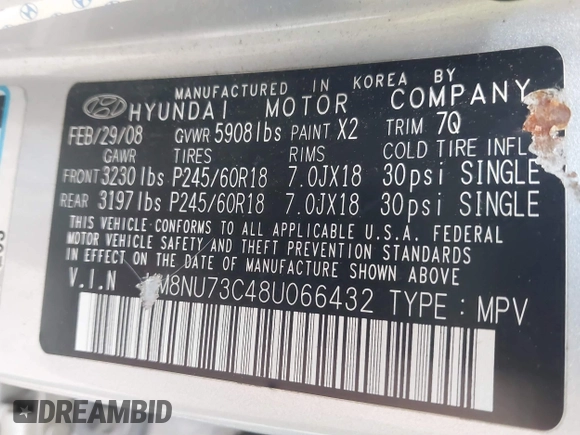 MANUFACTURED IN KOREA BY
HYUNDAI MOTOR COMPANY
FEB/29/08 GVWR 5908lbs PAINT X2 TRIM 7Q
GAWR TIRES RIMS COLD TIRE INFL
FRONT 3230lbs P245/60R18 7.0JX18 30psi SINGLE
REAR 3197lbs P245/60R18 7.0JX18 30psi SINGLE
THIS VEHICLE CONFORMS TO ALL APPLICABLE U.S.A. FEDERAL
MOTOR VEHICLE SAFETY AND THEFT PREVENTION STANDARDS
IN EFFECT ON THE DATE OF MANUFACTURE SHOWN ABOVE.
V.I.N M8NU73C48U066432 TYPE : MPV
DREAMBID